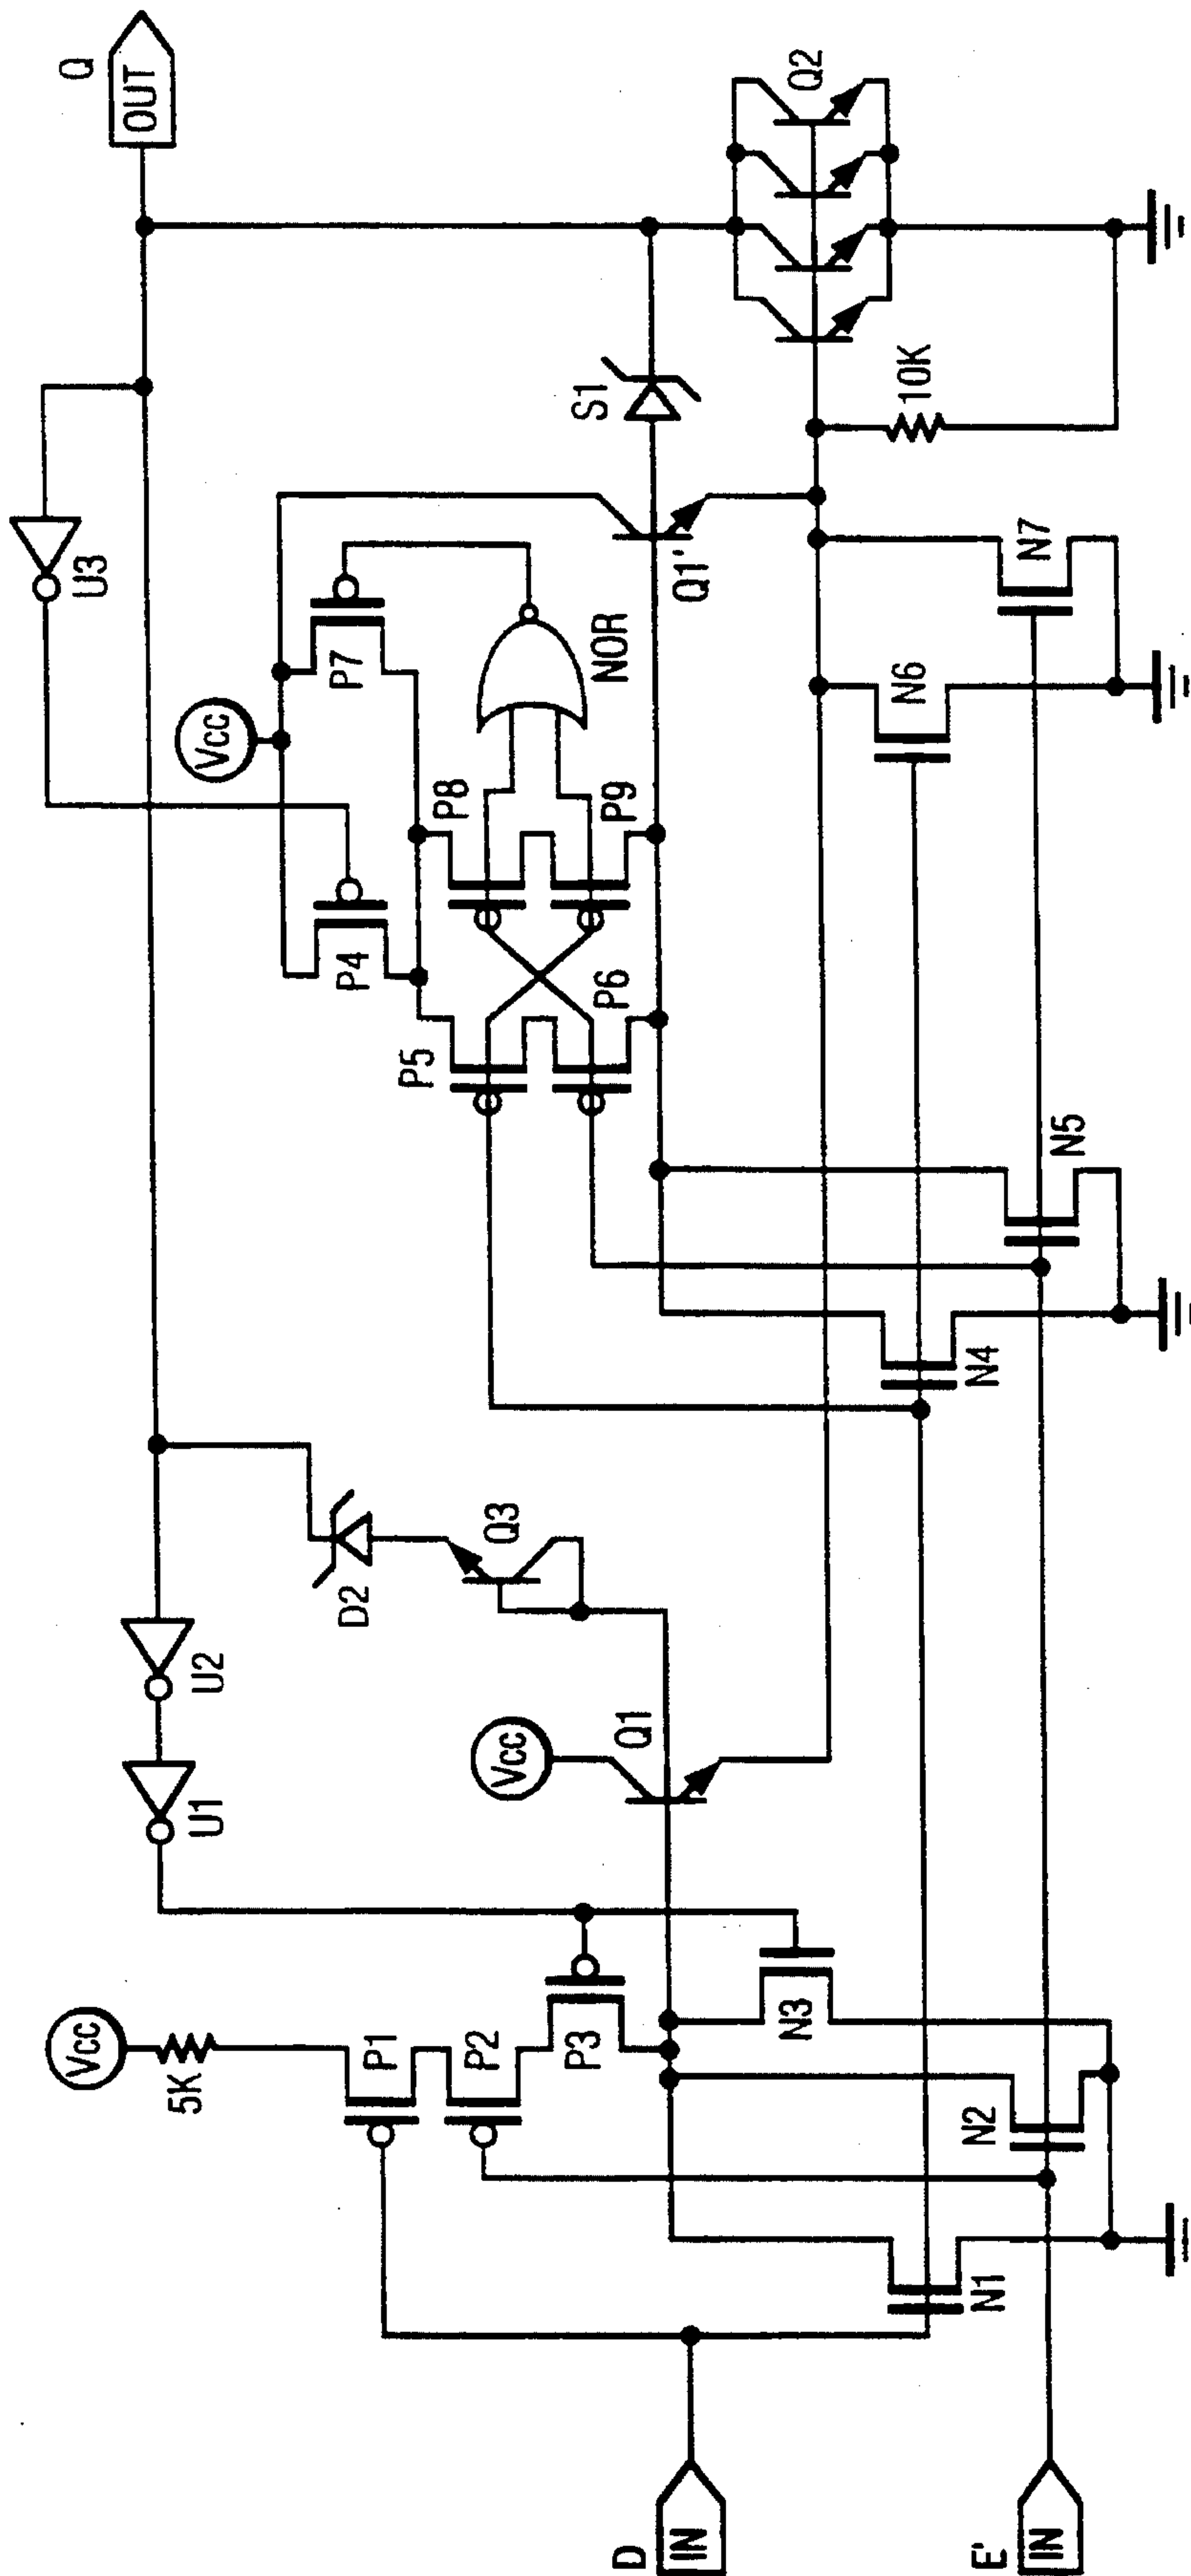 Q
OUT
U3
Q2
S1
10K
Vcc
P7
NOR
Q1'
N7
N6
P4
P8
P9
P5
P6
N5
N4
D2
Q3
U2
U1
Vcc
Q1
Vcc
5K
P1
P2
P3
N3
N2
N1
D
IN
E'
IN